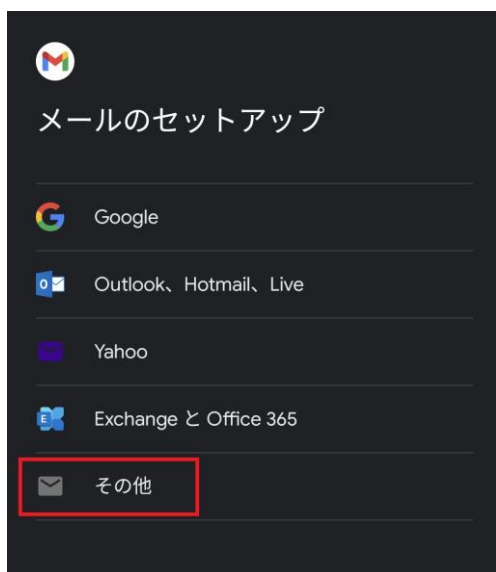 メールのセットアップ
Google
Outlook、Hotmail、Live
Yahoo
Exchange と Office 365
その他